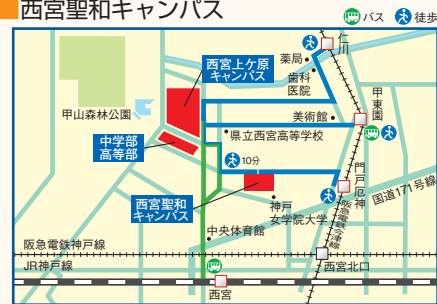 西宮聖和キャンパス
バス 徒歩
仁川
薬局
歯科
医院
西宮上ケ原
キャンパス
甲東園
甲山森林公園
美術館
県立西宮高等学校
中学部
高等部
10分
門戸厄神
国道171号線
西宮聖和
キャンパス
神戸
女学院大学
阪急電鉄今津線
中央体育館
阪急電鉄神戸線
西宮北口
JR神戸線
西宮